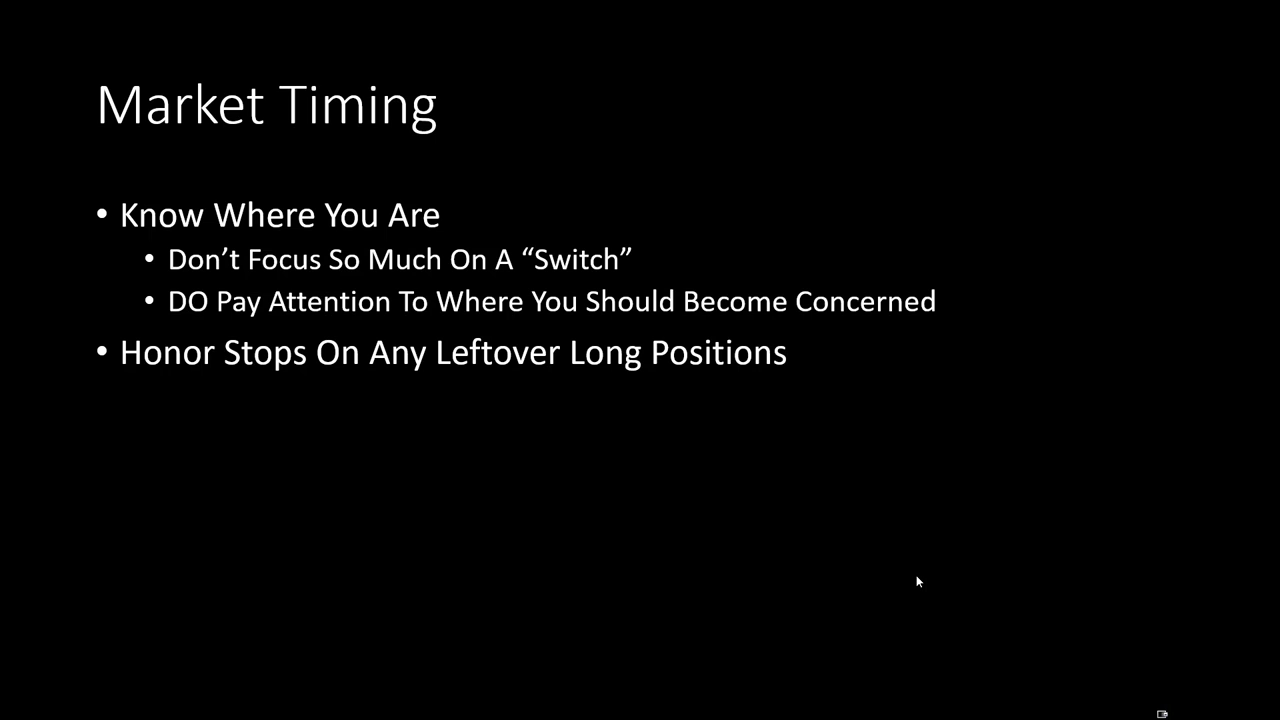 Market Timing
• Know Where You Are
• Don’t Focus So Much On A “Switch”
• DO Pay Attention To Where You Should Become Concerned
• Honor Stops On Any Leftover Long Positions